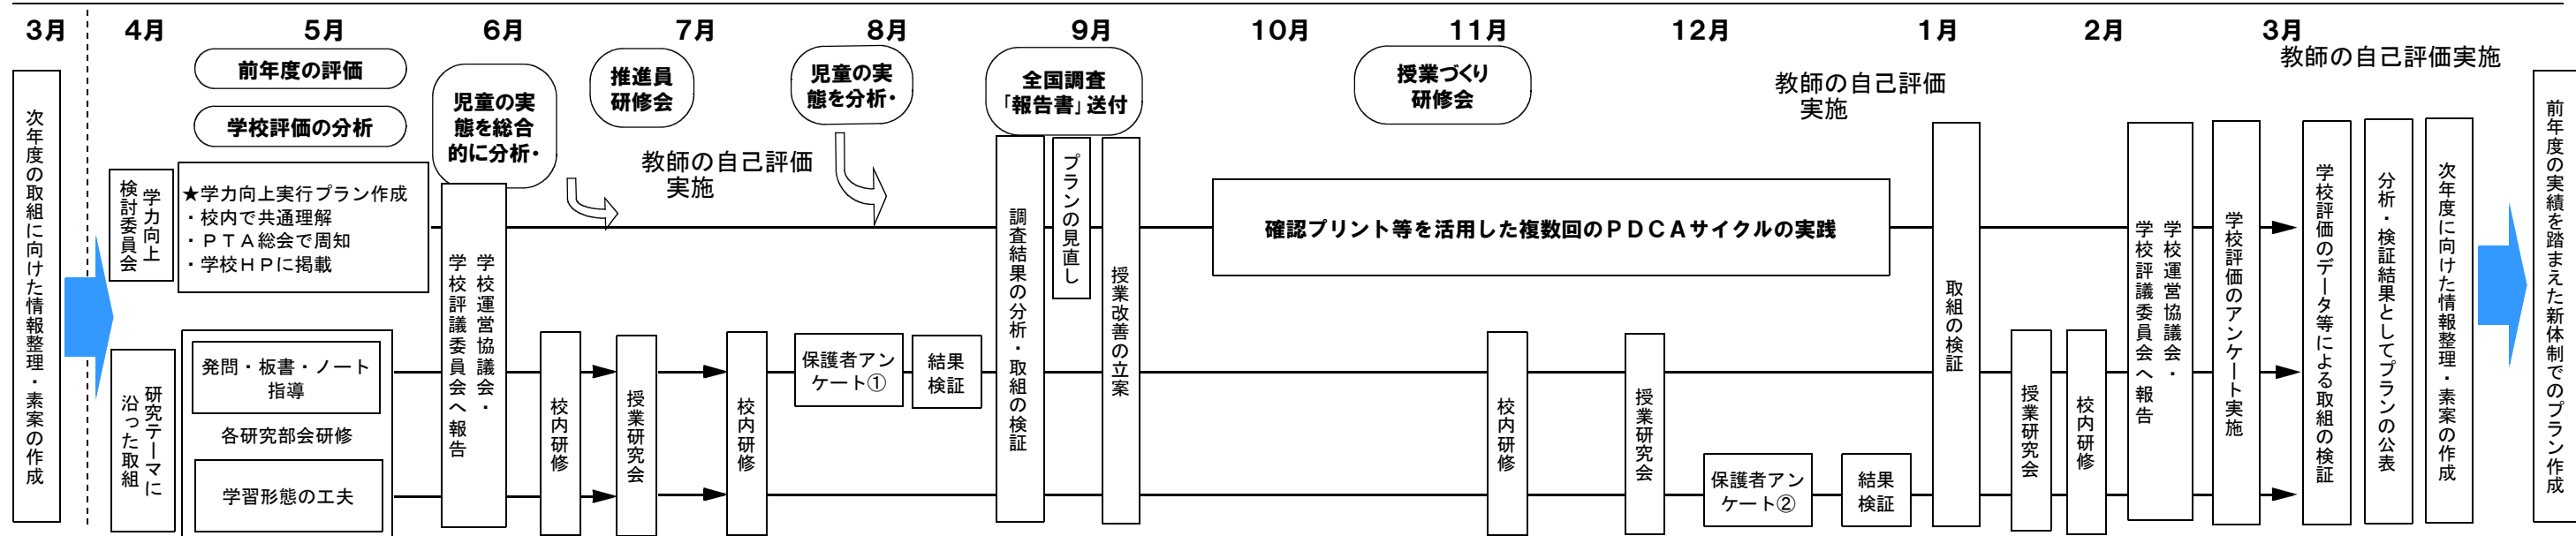 3月
4月
5月
6月
7月
8月
9月
10月
11月
12月
1月
2月
3月
次年度の取組に向けた情報整理・素案の作成
前年度の評価
学校評価の分析
児童の実
態を総合
的に分析・
推進員
研修会
児童の実
態を分析・
全国調査
「報告書」送付
授業づくり
研修会
教師の自己評価
実施
教師の自己評価
実施
教師の自己評価実施
学力向上
検討委員会
★学力向上実行プラン作成
・校内で共通理解
・ＰＴＡ総会で周知
・学校ＨＰに掲載
研究テーマに
沿った取組
発問・板書・ノート
指導
各研究部会研修
学習形態の工夫
学校運営協議会・
学校評議委員会へ報告
校内研修
授業研究会
校内研修
保護者アン
ケート①
結果
検証
調査結果の分析・取組の検証
プランの見直し
授業改善の立案
確認プリント等を活用した複数回のＰＤＣＡサイクルの実践
校内研修
授業研究会
保護者アン
ケート②
結果
検証
取組の検証
授業研究会
校内研修
学校運営協議会・
学校評議委員会へ報告
学校評価のアンケート実施
学校評価のデータ等による取組の検証
分析・検証結果としてプランの公表
次年度に向けた情報整理・素案の作成
前年度の実績を踏まえた新体制でのプラン作成